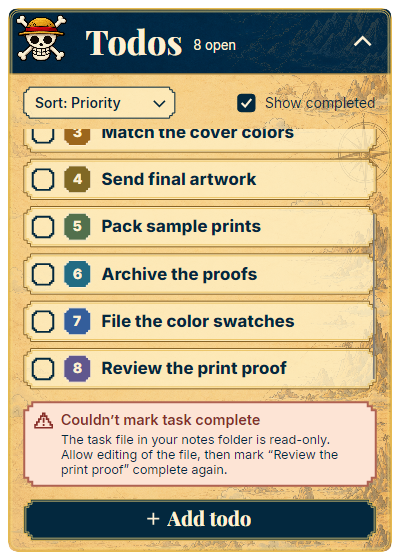 Todos 8 open
Sort: Priority
Show completed
3 Match the cover colors
4 Send final artwork
5 Pack sample prints
6 Archive the proofs
7 File the color swatches
8 Review the print proof
Couldn’t mark task complete
The task file in your notes folder is read-only.
Allow editing of the file, then mark “Review the
print proof” complete again.
+ Add todo